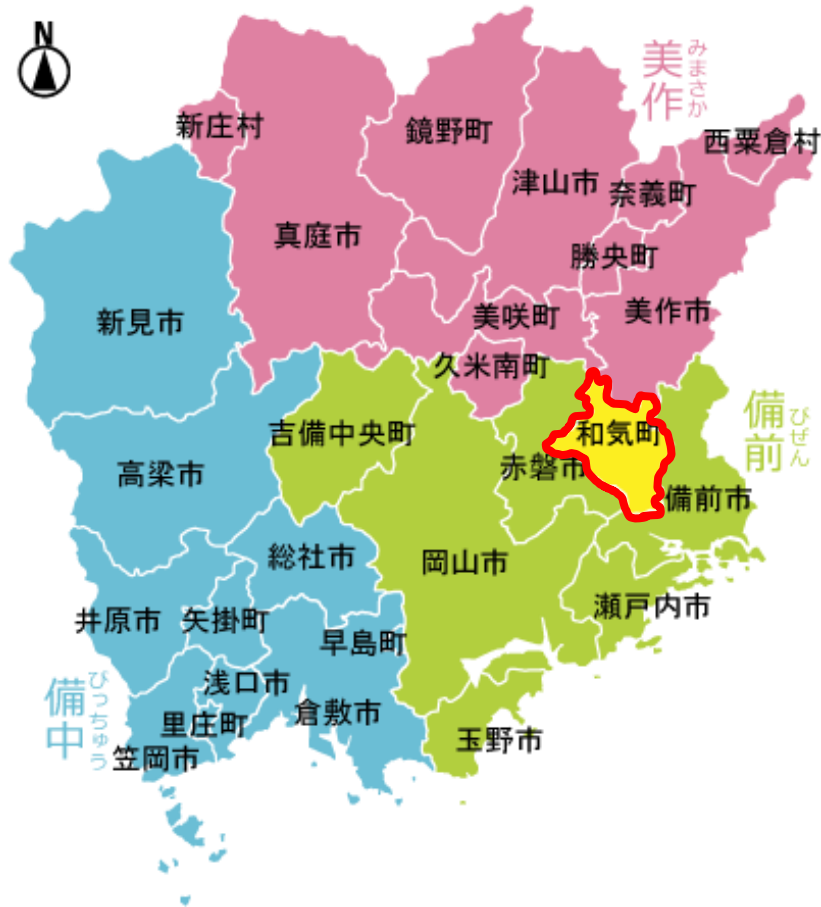 N
美作
みまさか
新庄村
鏡野町
西粟倉村
津山市
奈義町
真庭市
勝央町
美作市
新見市
美咲町
久米南町
備前
びぜん
吉備中央町
和気町
赤磐市
高梁市
備前市
総社市
岡山市
瀬戸内市
井原市
矢掛町
早島町
浅口市
備中
びっちゅう
里庄町
倉敷市
玉野市
笠岡市